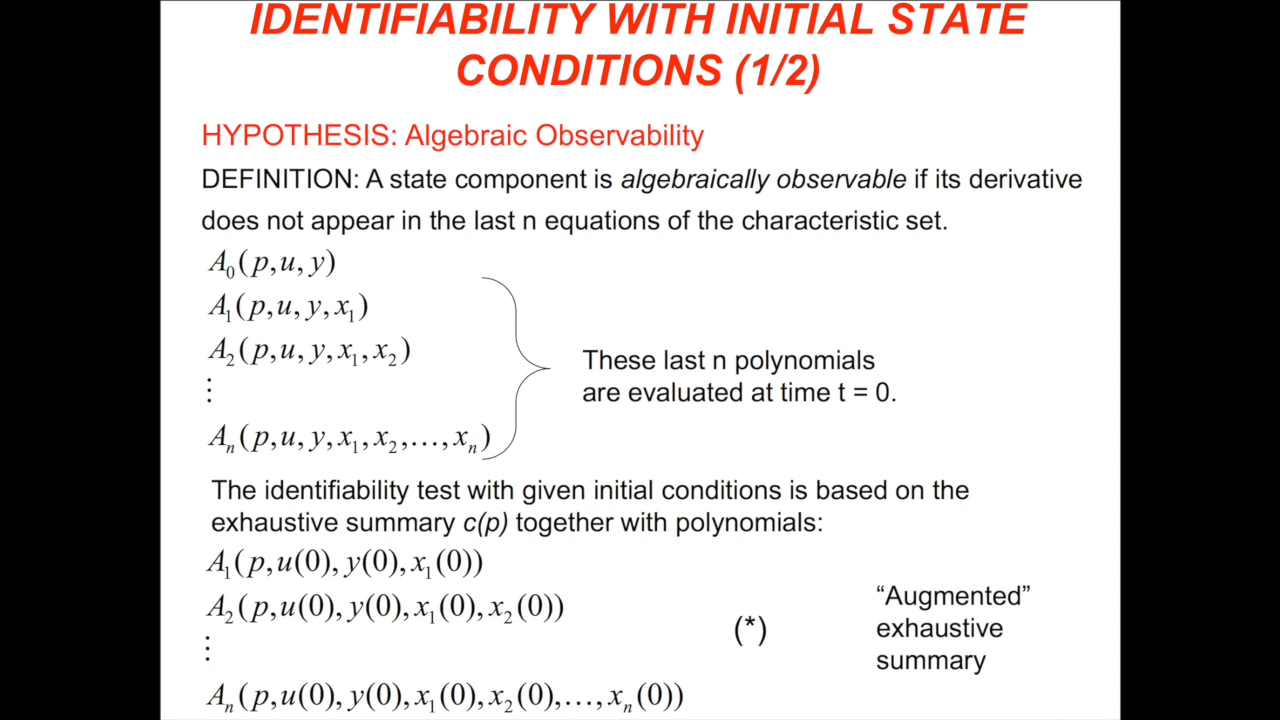 IDENTIFIABILITY WITH INITIAL STATE
CONDITIONS (1/2)
HYPOTHESIS: Algebraic Observability
DEFINITION: A state component is algebraically observable if its derivative
does not appear in the last n equations of the characteristic set.
A₀(p,u,y)
A₁(p,u,y,x₁)
A₂(p,u,y,x₁,x₂)
⋮
Aₙ(p,u,y,x₁,x₂,…,xₙ)
These last n polynomials
are evaluated at time t = 0.
The identifiability test with given initial conditions is based on the
exhaustive summary c(p) together with polynomials:
A₁(p,u(0),y(0),x₁(0))
A₂(p,u(0),y(0),x₁(0),x₂(0))
⋮
Aₙ(p,u(0),y(0),x₁(0),x₂(0),…,xₙ(0))
(*)
“Augmented”
exhaustive
summary